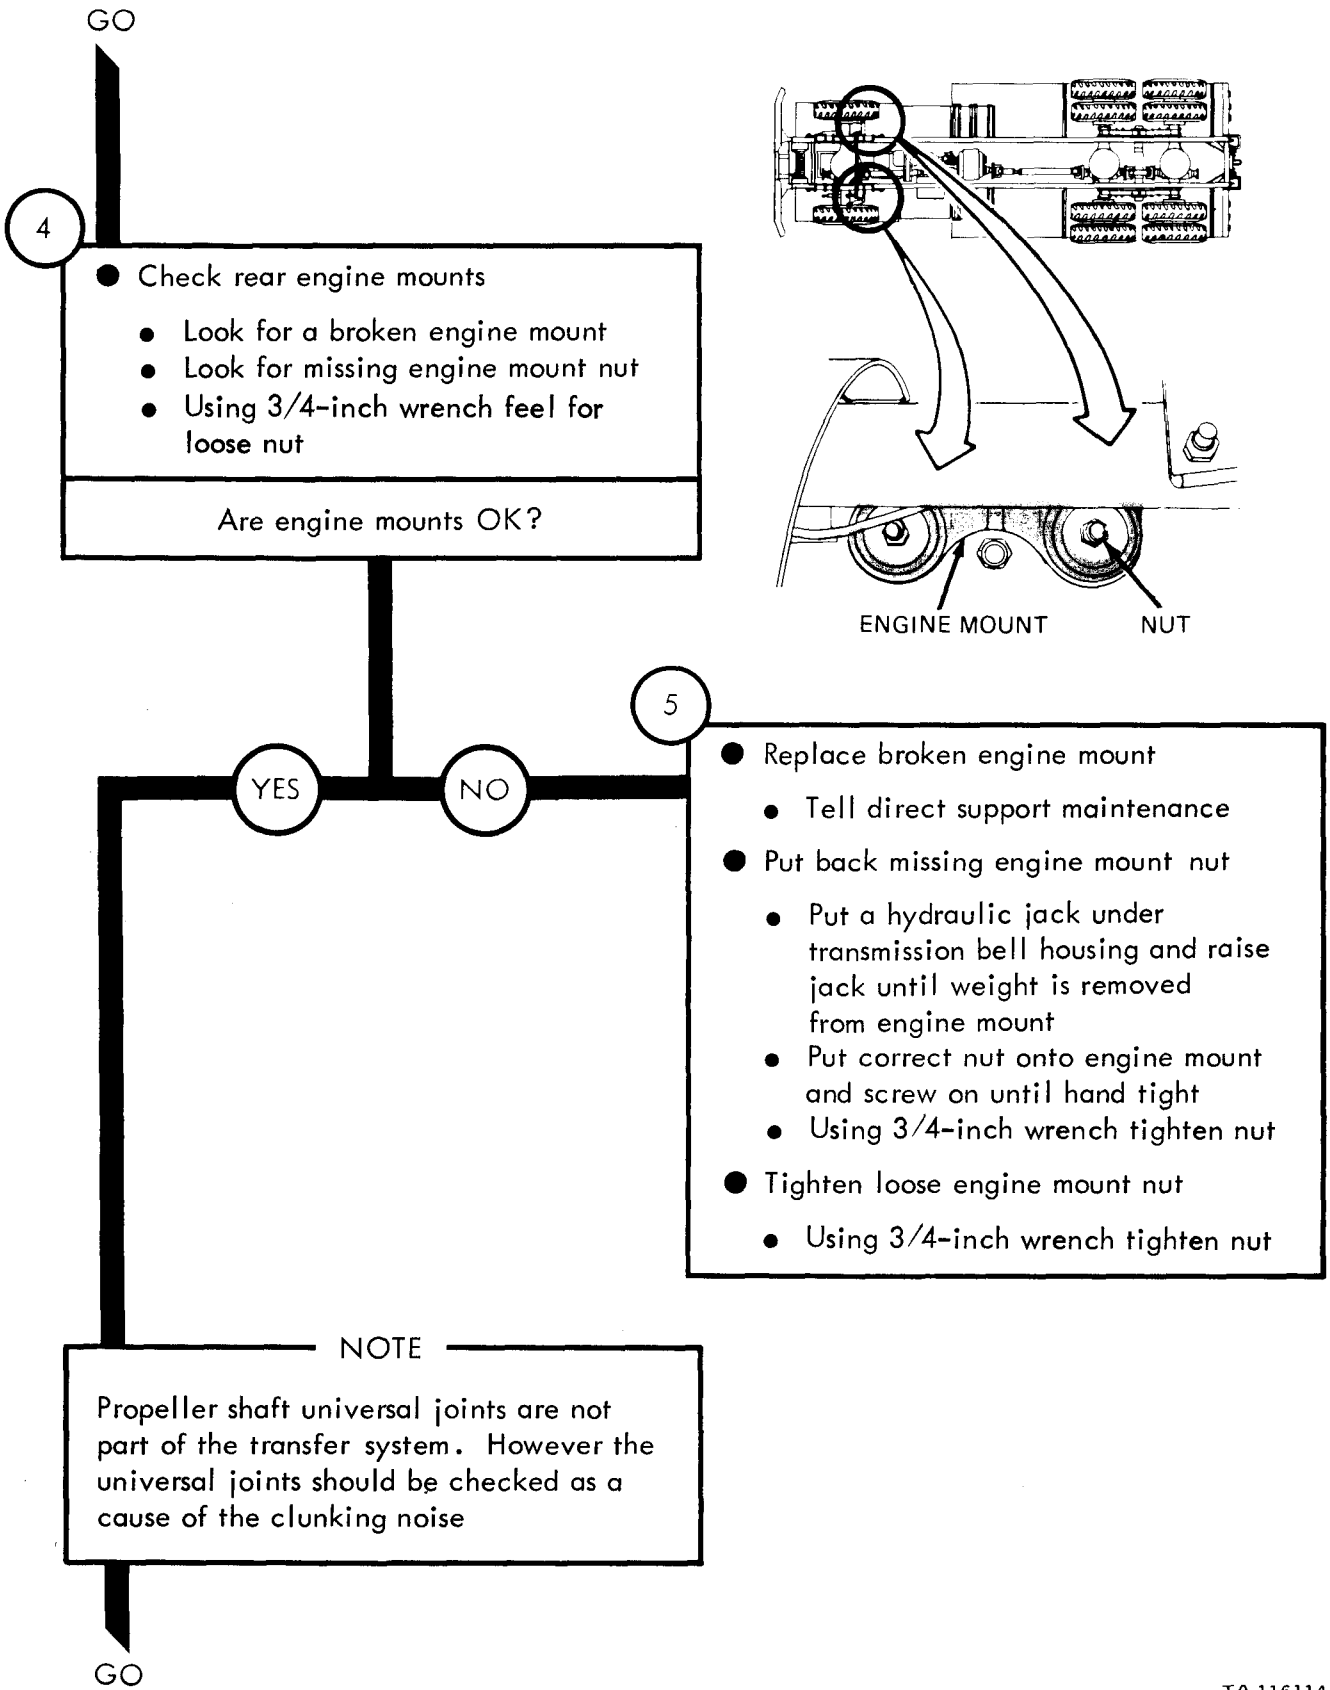 GO
4
● Check rear engine mounts
● Look for a broken engine mount
● Look for missing engine mount nut
● Using 3/4-inch wrench feel for
loose nut
Are engine mounts OK?
ENGINE MOUNT
NUT
YES
NO
5
● Replace broken engine mount
● Tell direct support maintenance
● Put back missing engine mount nut
● Put a hydraulic jack under
transmission bell housing and raise
jack until weight is removed
from engine mount
● Put correct nut onto engine mount
and screw on until hand tight
● Using 3/4-inch wrench tighten nut
● Tighten loose engine mount nut
● Using 3/4-inch wrench tighten nut
NOTE
Propeller shaft universal joints are not
part of the transfer system. However the
universal joints should be checked as a
cause of the clunking noise
GO
TA 116114